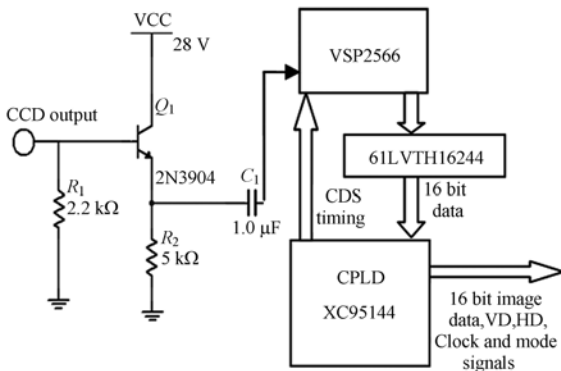 VCC
28 V
VSP2566
CCD output
Q1
2N3904
C1
1.0 μF
R1
2.2 kΩ
R2
5 kΩ
CDS
timing
61LVTH16244
16 bit
data
CPLD
XC95144
16 bit image
data,VD,HD,
Clock and mode
signals